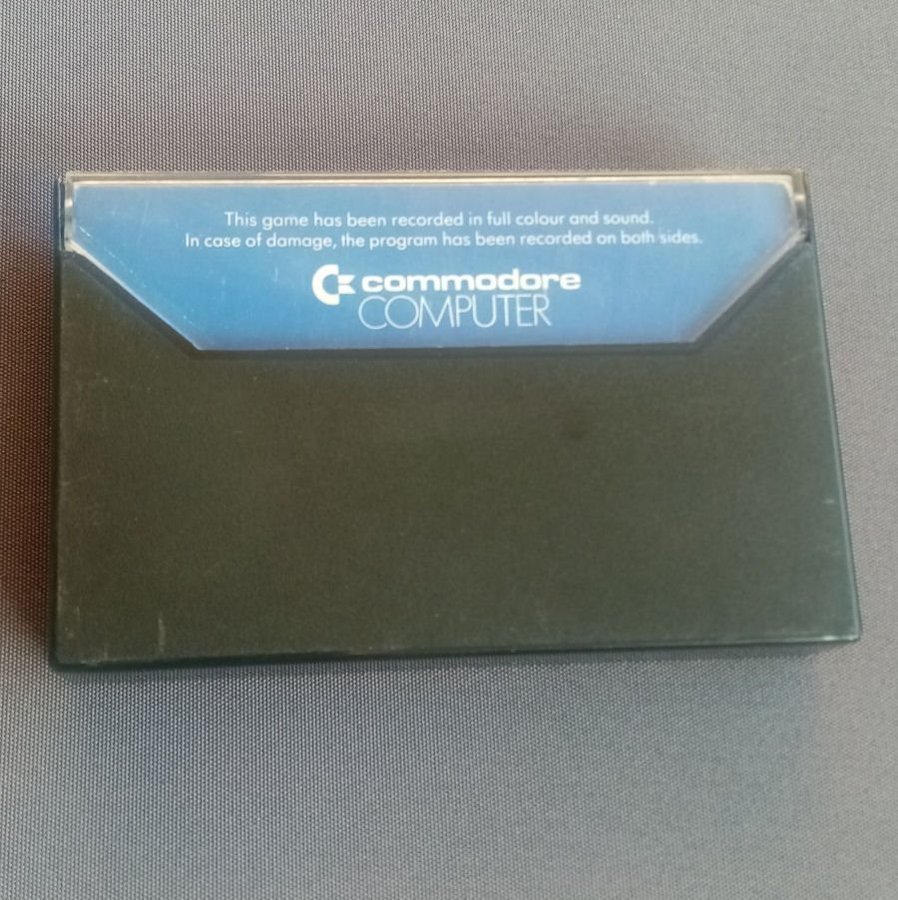 This game has been recorded in full colour and sound.
In case of damage, the program has been recorded on both sides.
commodore
COMPUTER